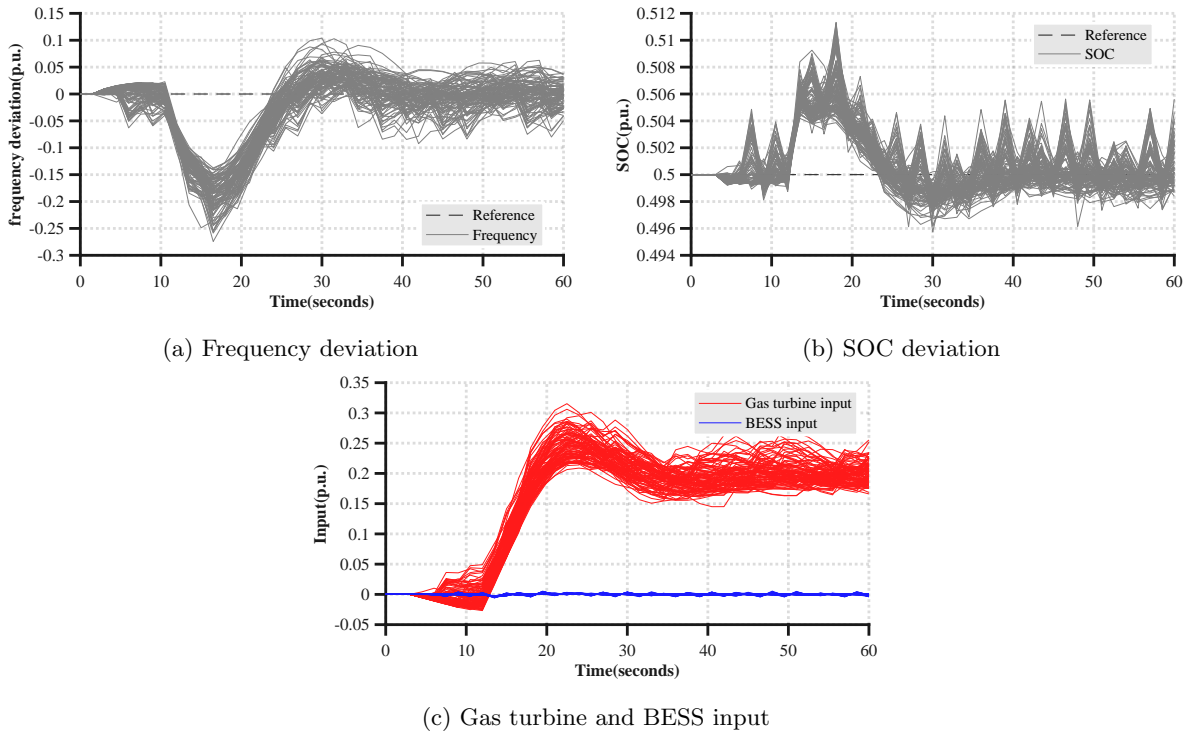 0.15
0.1
0.05
0
-0.05
-0.1
-0.15
-0.2
-0.25
-0.3
frequency deviation(p.u.)
Reference
Frequency
0 10 20 30 40 50 60
Time(seconds)
(a) Frequency deviation
0.512
0.51
0.508
0.506
0.504
0.502
0.5
0.498
0.496
0.494
SOC(p.u.)
Reference
SOC
0 10 20 30 40 50 60
Time(seconds)
(b) SOC deviation
0.35
0.3
0.25
0.2
0.15
0.1
0.05
0
-0.05
Input(p.u.)
Gas turbine input
BESS input
0 10 20 30 40 50 60
Time(seconds)
(c) Gas turbine and BESS input